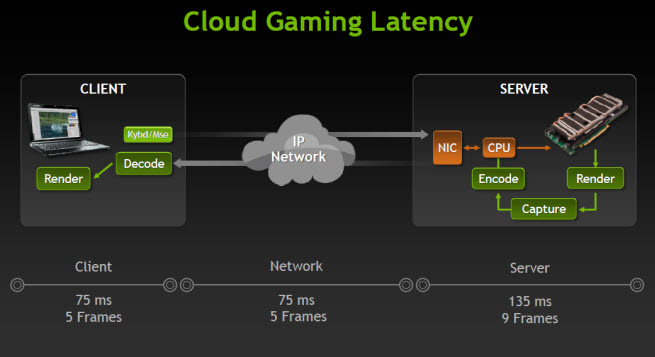 Cloud Gaming Latency
CLIENT
SERVER
Kybd/Mse
Decode
Render
IP
Network
NIC
CPU
Encode
Render
Capture
Client
Network
Server
75 ms
5 Frames
75 ms
5 Frames
135 ms
9 Frames